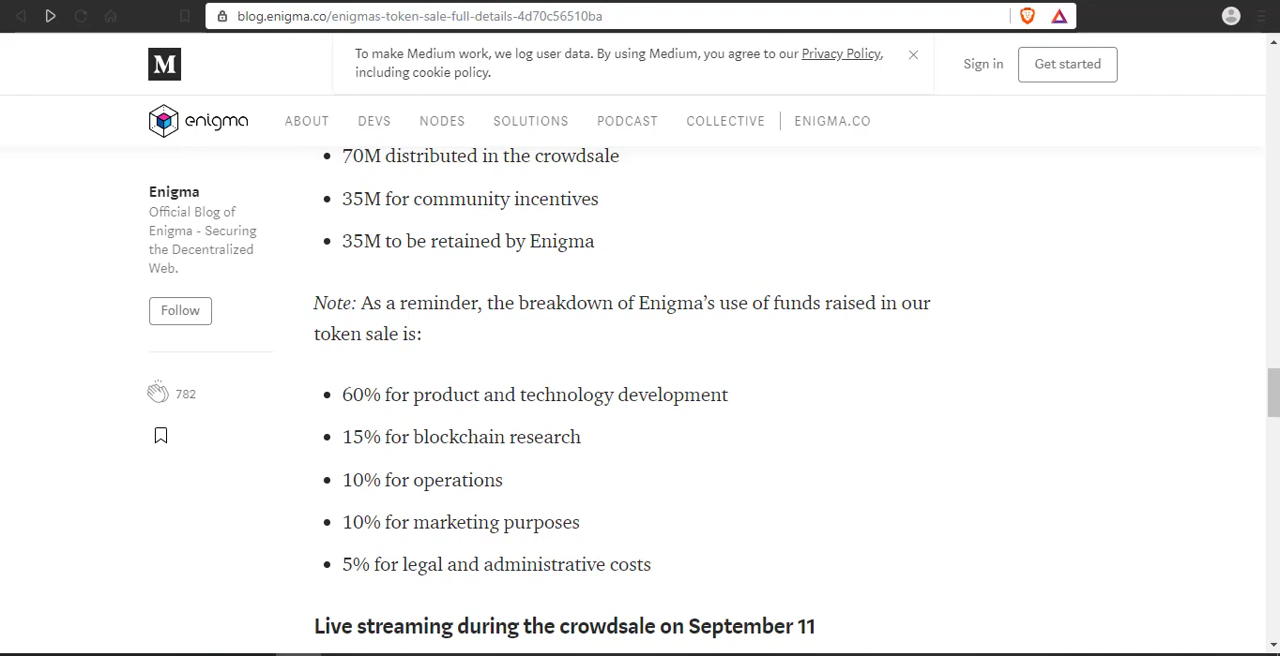 blog.enigma.co/enigmas-token-sale-full-details-4d70c56510ba
M
To make Medium work, we log user data. By using Medium, you agree to our Privacy Policy,
including cookie policy.
Sign in
Get started
enigma
ABOUT
DEVS
NODES
SOLUTIONS
PODCAST
COLLECTIVE
ENIGMA.CO
70M distributed in the crowdsale
35M for community incentives
35M to be retained by Enigma
Enigma
Official Blog of
Enigma - Securing
the Decentralized
Web.
Follow
782
Note: As a reminder, the breakdown of Enigma’s use of funds raised in our
token sale is:
60% for product and technology development
15% for blockchain research
10% for operations
10% for marketing purposes
5% for legal and administrative costs
Live streaming during the crowdsale on September 11